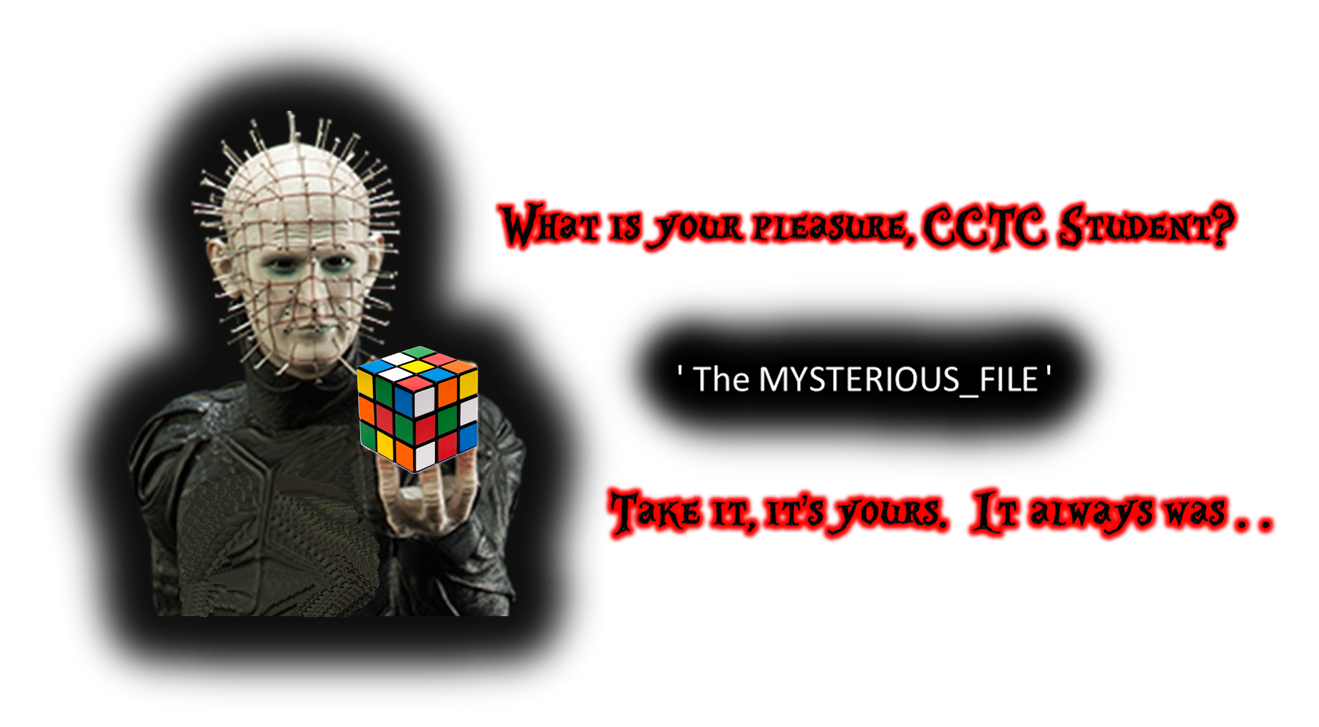 What is your pleasure, CCTC Student?
' The MYSTERIOUS_FILE '
Take it, it's yours. It always was . .